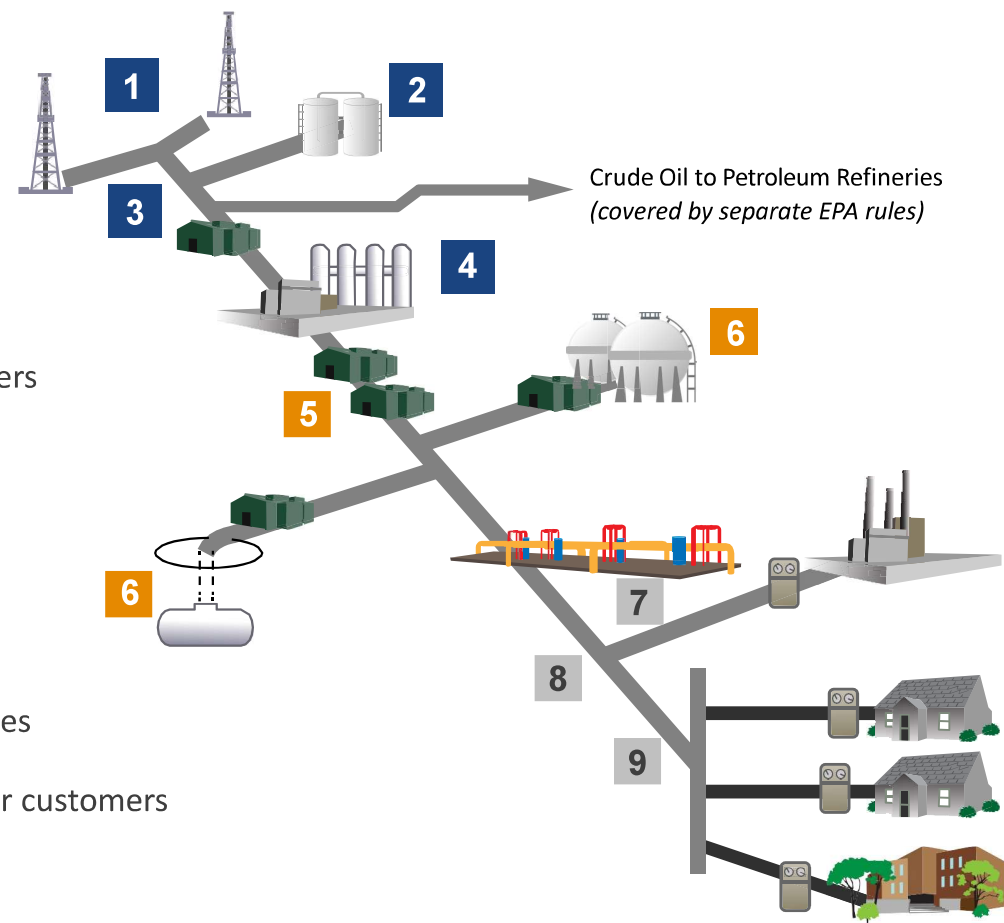 1
2
Crude Oil to Petroleum Refineries
(covered by separate EPA rules)
3
4
6
ers
5
6
7
8
es
9
r customers